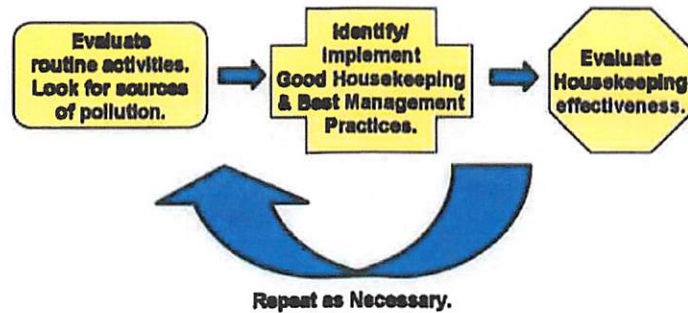 Evaluate
routine activities.
Look for sources
of pollution.
Identify/
Implement
Good Housekeeping
& Best Management
Practices.
Evaluate
Housekeeping
effectiveness.
Repeat as Necessary.